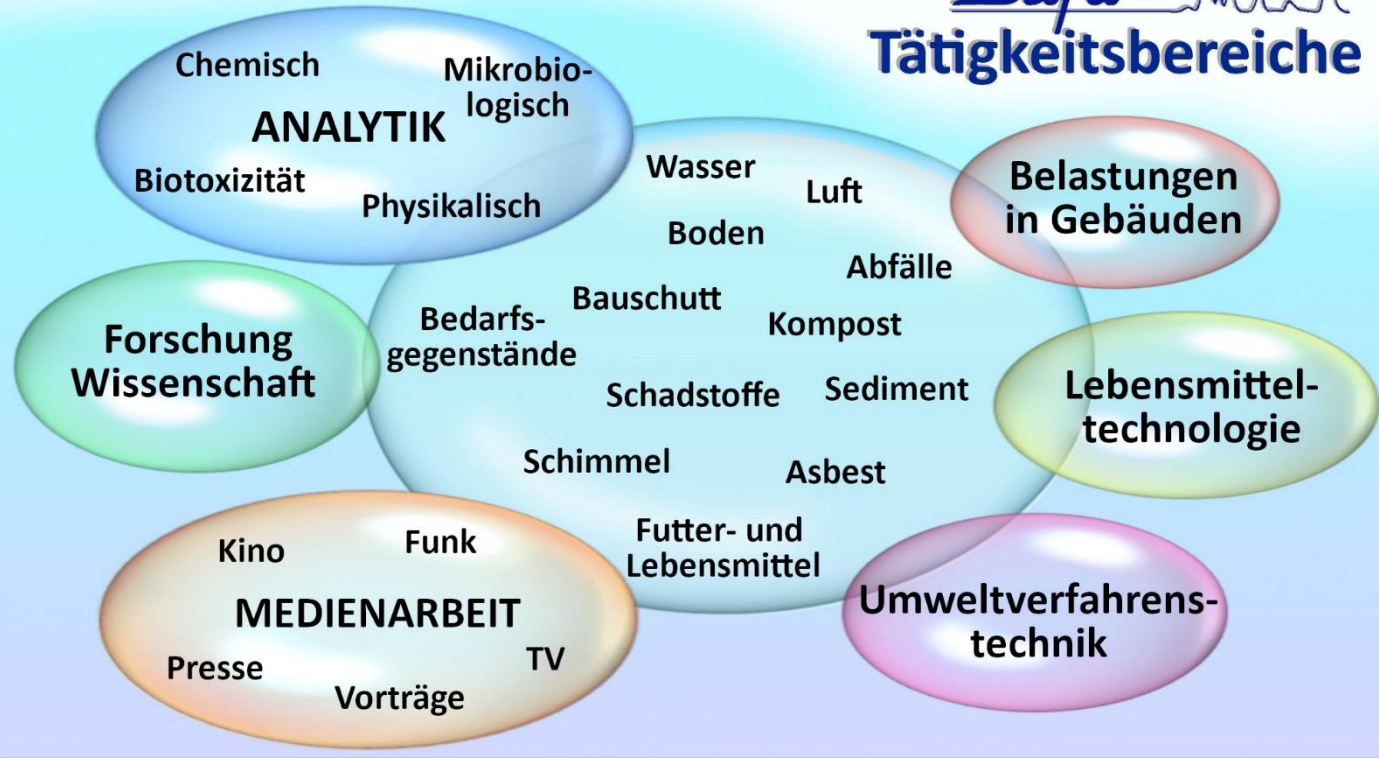 Tätigkeitsbereiche
Chemisch
Mikrobio-
logisch
ANALYTIK
Biotoxizität
Physikalisch
Wasser
Luft
Boden
Abfälle
Bauschutt
Bedarfs-
gegenstände
Kompost
Schadstoffe
Sediment
Schimmel
Asbest
Futter- und
Lebensmittel
Belastungen
in Gebäuden
Forschung
Wissenschaft
Lebensmittel-
technologie
Kino
Funk
MEDIENARBEIT
Presse
TV
Vorträge
Umweltverfahrens-
technik